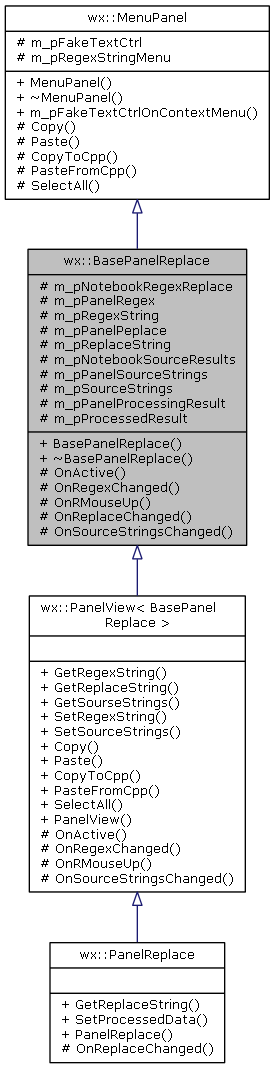 wx::MenuPanel
# m_pFakeTextCtrl
# m_pRegexStringMenu
+ MenuPanel()
+ ~MenuPanel()
+ m_pFakeTextCtrlOnContextMenu()
# Copy()
# Paste()
# CopyToCpp()
# PasteFromCpp()
# SelectAll()
wx::BasePanelReplace
# m_pNotebookRegexReplace
# m_pPanelRegex
# m_pRegexString
# m_pPanelPeplace
# m_pReplaceString
# m_pNotebookSourceResults
# m_pPanelSourceStrings
# m_pSourceStrings
# m_pPanelProcessingResult
# m_pProcessedResult
+ BasePanelReplace()
+ ~BasePanelReplace()
# OnActive()
# OnRegexChanged()
# OnRMouseUp()
# OnReplaceChanged()
# OnSourceStringsChanged()
wx::PanelView< BasePanel
Replace >
+ GetRegexString()
+ GetReplaceString()
+ GetSourseStrings()
+ SetRegexString()
+ SetSourceStrings()
+ Copy()
+ Paste()
+ CopyToCpp()
+ PasteFromCpp()
+ SelectAll()
+ PanelView()
# OnActive()
# OnRegexChanged()
# OnRMouseUp()
# OnSourceStringsChanged()
wx::PanelReplace
+ GetReplaceString()
+ SetProcessedData()
+ PanelReplace()
# OnReplaceChanged()